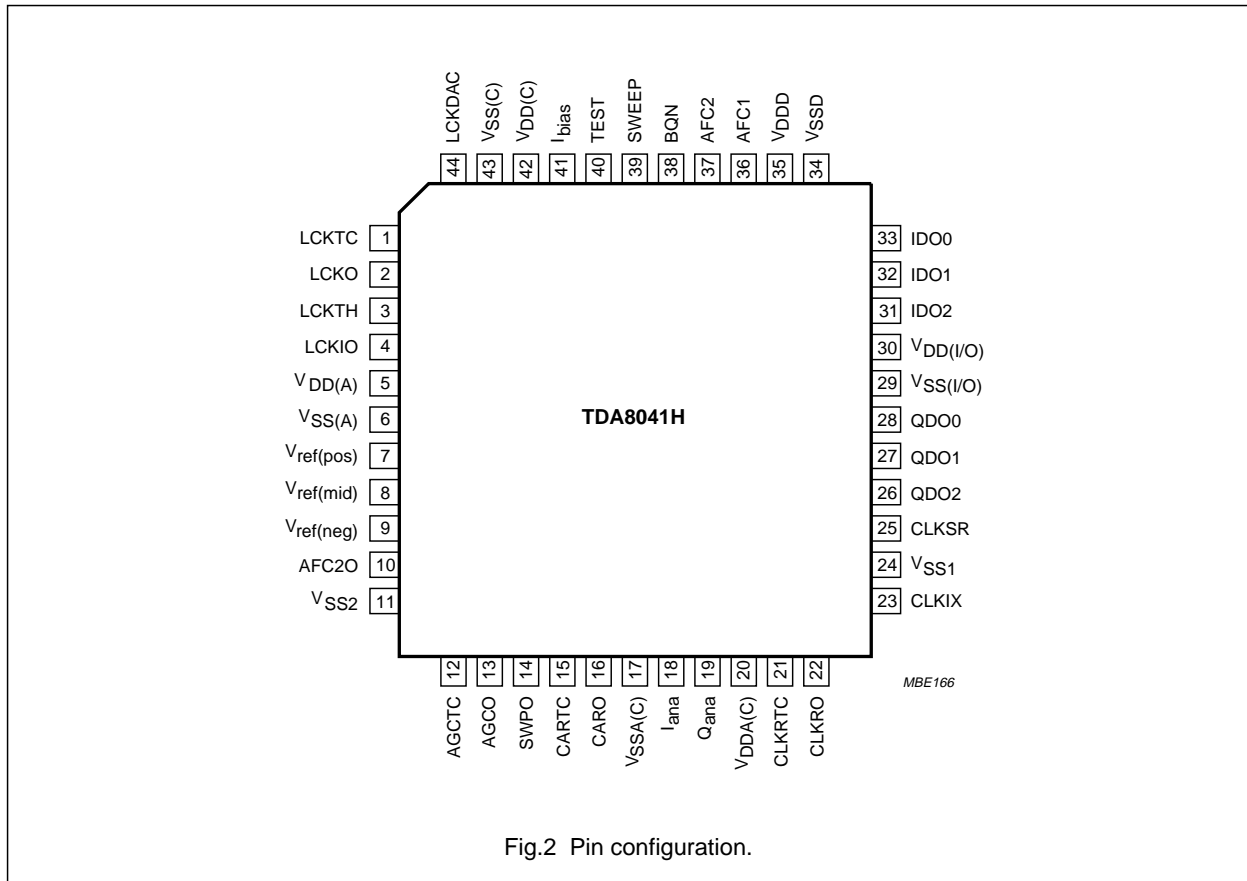 44 LCKDAC
43 VSS(C)
42 VDD(C)
41 Ibias
40 TEST
39 SWEEP
38 BQN
37 AFC2
36 AFC1
35 VDDD
34 VSSD
LCKTC 1
LCKO 2
LCKTH 3
LCKIO 4
VDD(A) 5
VSS(A) 6
Vref(pos) 7
Vref(mid) 8
Vref(neg) 9
AFC2O 10
VSS2 11
TDA8041H
33 IDO0
32 IDO1
31 IDO2
30 VDD(I/O)
29 VSS(I/O)
28 QDO0
27 QDO1
26 QDO2
25 CLKSR
24 VSS1
23 CLKIX
AGCTC 12
AGCO 13
SWPO 14
CARTC 15
CARO 16
VSSA(C) 17
Iana 18
Qana 19
VDDA(C) 20
CLKRTC 21
CLKRO 22
MBE166
Fig.2 Pin configuration.